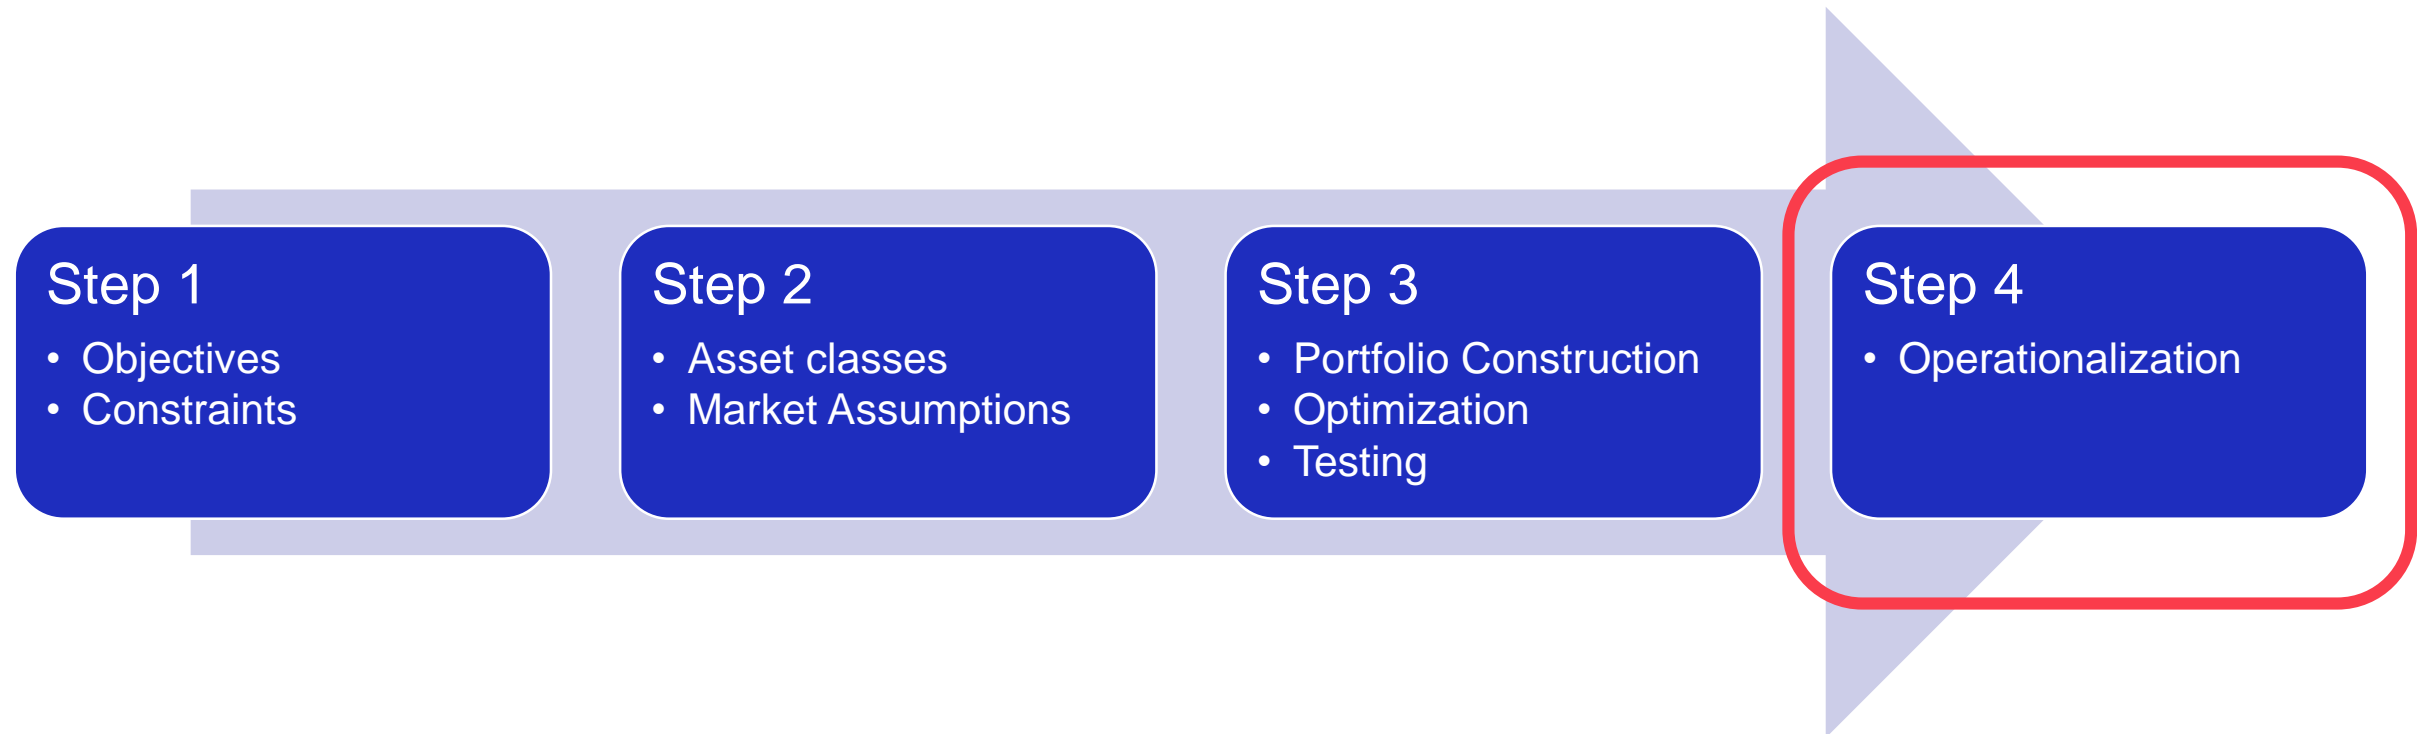 Step 1
• Objectives
• Constraints
Step 2
• Asset classes
• Market Assumptions
Step 3
• Portfolio Construction
• Optimization
• Testing
Step 4
• Operationalization